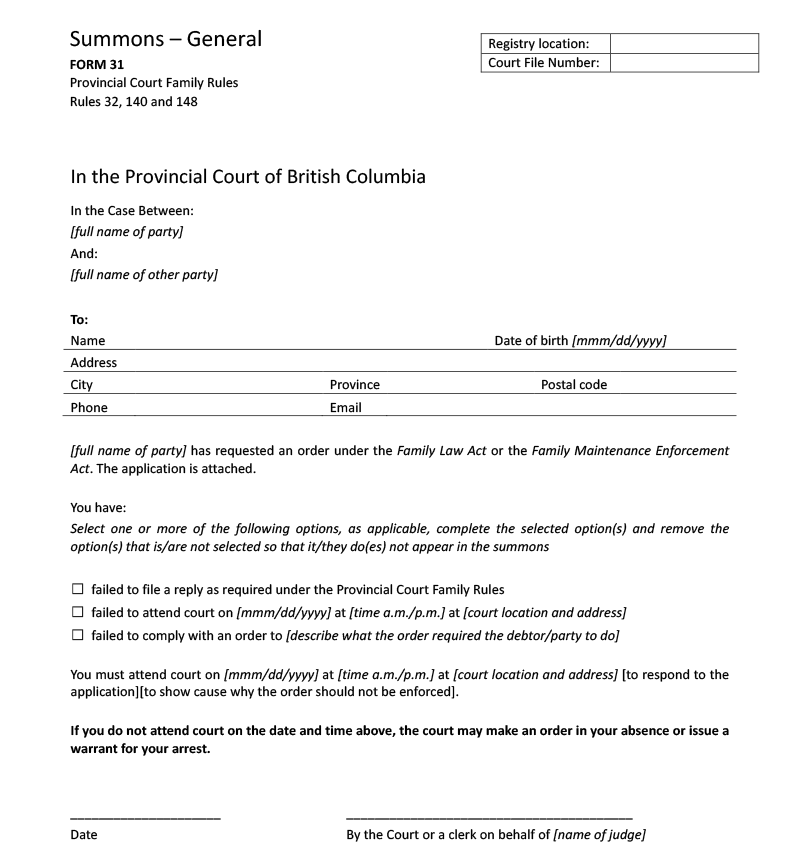 Summons – General
Registry location:
FORM 31
Court File Number:
Provincial Court Family Rules
Rules 32, 140 and 148
In the Provincial Court of British Columbia
In the Case Between:
[full name of party]
And:
[full name of other party]
To:
Name Date of birth [mmm/dd/yyyy]
Address
City Province Postal code
Phone Email
[full name of party] has requested an order under the Family Law Act or the Family Maintenance Enforcement
Act. The application is attached.
You have:
Select one or more of the following options, as applicable, complete the selected option(s) and remove the
option(s) that is/are not selected so that it/they do(es) not appear in the summons
☐ failed to file a reply as required under the Provincial Court Family Rules
☐ failed to attend court on [mmm/dd/yyyy] at [time a.m./p.m.] at [court location and address]
☐ failed to comply with an order to [describe what the order required the debtor/party to do]
You must attend court on [mmm/dd/yyyy] at [time a.m./p.m.] at [court location and address] [to respond to the
application][to show cause why the order should not be enforced].
If you do not attend court on the date and time above, the court may make an order in your absence or issue a
warrant for your arrest.
Date By the Court or a clerk on behalf of [name of judge]